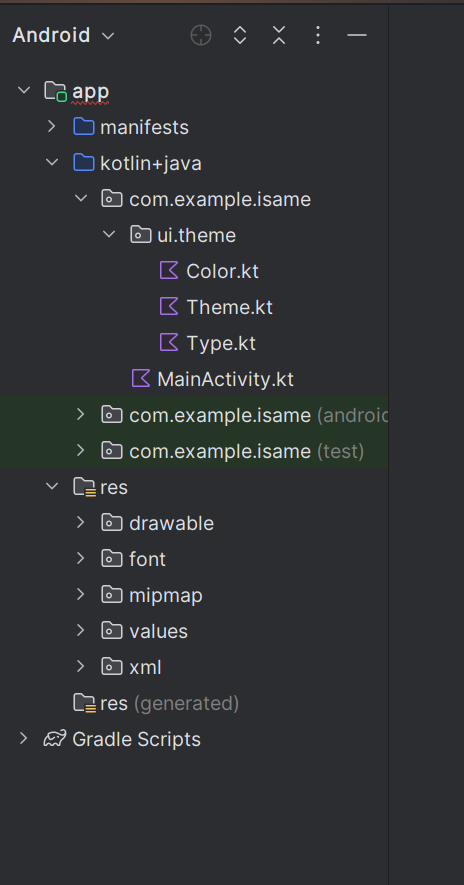 Android
app
manifests
kotlin+java
com.example.isame
ui.theme
Color.kt
Theme.kt
Type.kt
MainActivity.kt
com.example.isame (android
com.example.isame (test)
res
drawable
font
mipmap
values
xml
res (generated)
Gradle Scripts